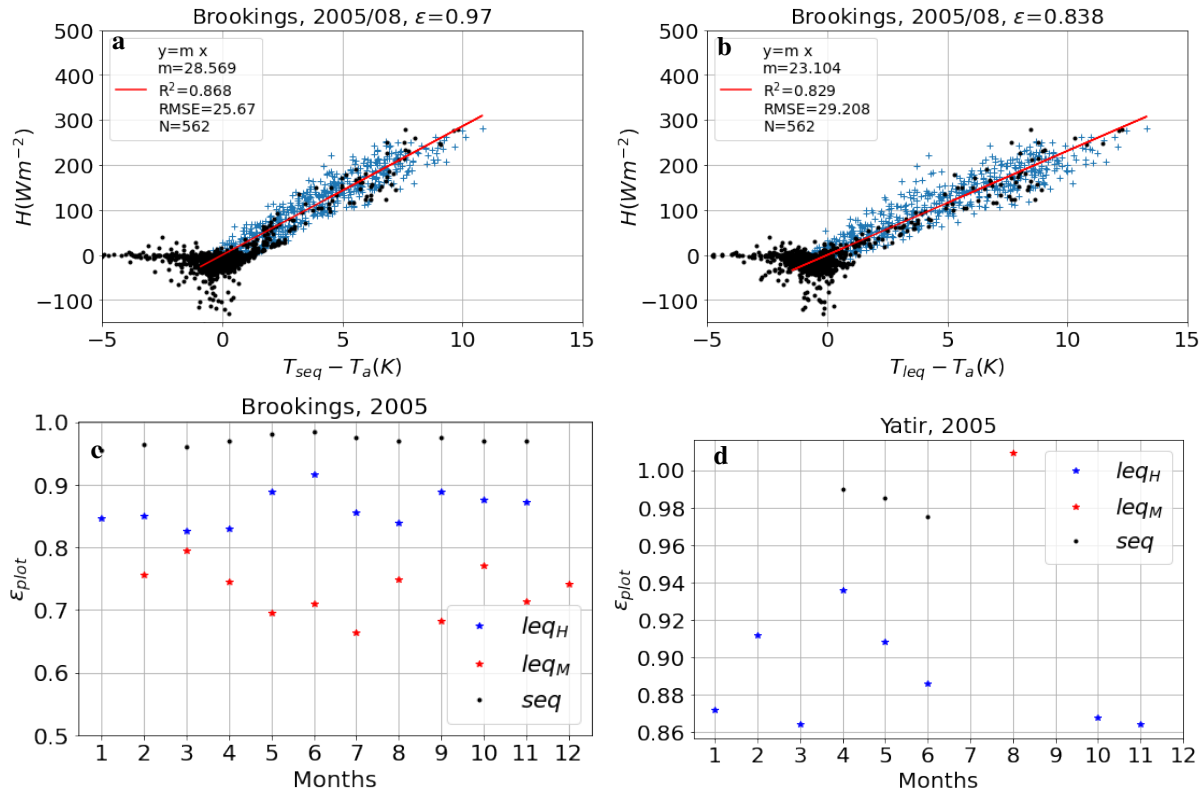 Brookings, 2005/08, ε=0.97
a
y=m x
m=28.569
R²=0.868
RMSE=25.67
N=562
500
400
300
200
100
0
−100
H(Wm⁻²)
−5 0 5 10 15
T_seq − T_a(K)
Brookings, 2005/08, ε=0.838
b
y=m x
m=23.104
R²=0.829
RMSE=29.208
N=562
500
400
300
200
100
0
−100
H(Wm⁻²)
−5 0 5 10 15
T_leq − T_a(K)
Brookings, 2005
c
1.0
0.9
0.8
0.7
0.6
0.5
ε_plot
leq_H
leq_M
seq
1 2 3 4 5 6 7 8 9 10 11 12
Months
Yatir, 2005
d
1.00
0.98
0.96
0.94
0.92
0.90
0.88
0.86
ε_plot
leq_H
leq_M
seq
1 2 3 4 5 6 7 8 9 10 11 12
Months